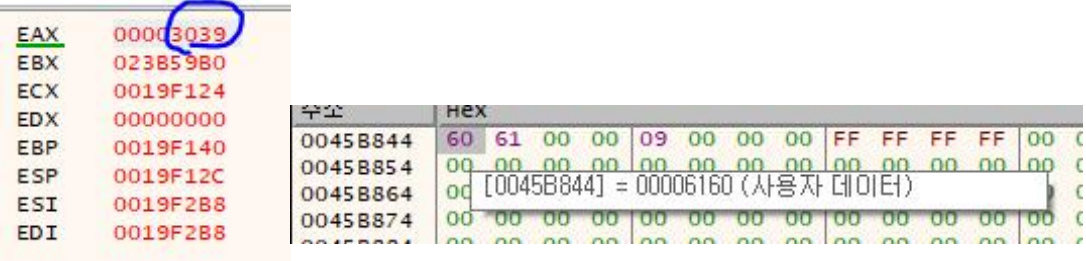 EAX 00003039
EBX 023B59B0
ECX 0019F124
EDX 00000000
EBP 0019F140
ESP 0019F12C
ESI 0019F2B8
EDI 0019F2B8
주소 Hex
0045B844 60 61 00 00 09 00 00 00 FF FF FF FF 00
0045B854 00 00 00 00 00 00 00 00 00 00 00 00 00
0045B864
[0045B844] = 00006160 (사용자 데이터)
0045B874 00 00 00 00 00 00 00 00 00 00 00 00 00